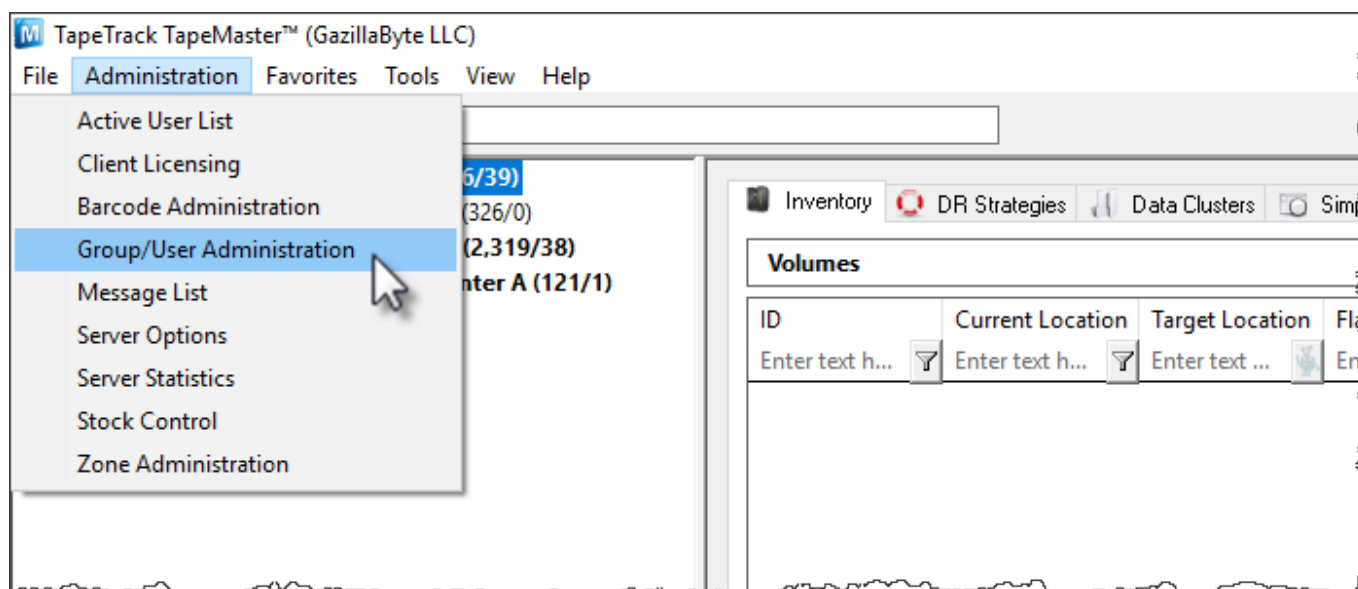 TapeTrack TapeMaster™ (GazillaByte LLC)
File Administration Favorites Tools View Help
Active User List
Client Licensing
Barcode Administration
Group/User Administration
Message List
Server Options
Server Statistics
Stock Control
Zone Administration
6/39)
(326/0)
(2,319/38)
nter A (121/1)
Inventory DR Strategies Data Clusters Simp
Volumes
ID Current Location Target Location Fla
Enter text h... Enter text h... Enter text ... En